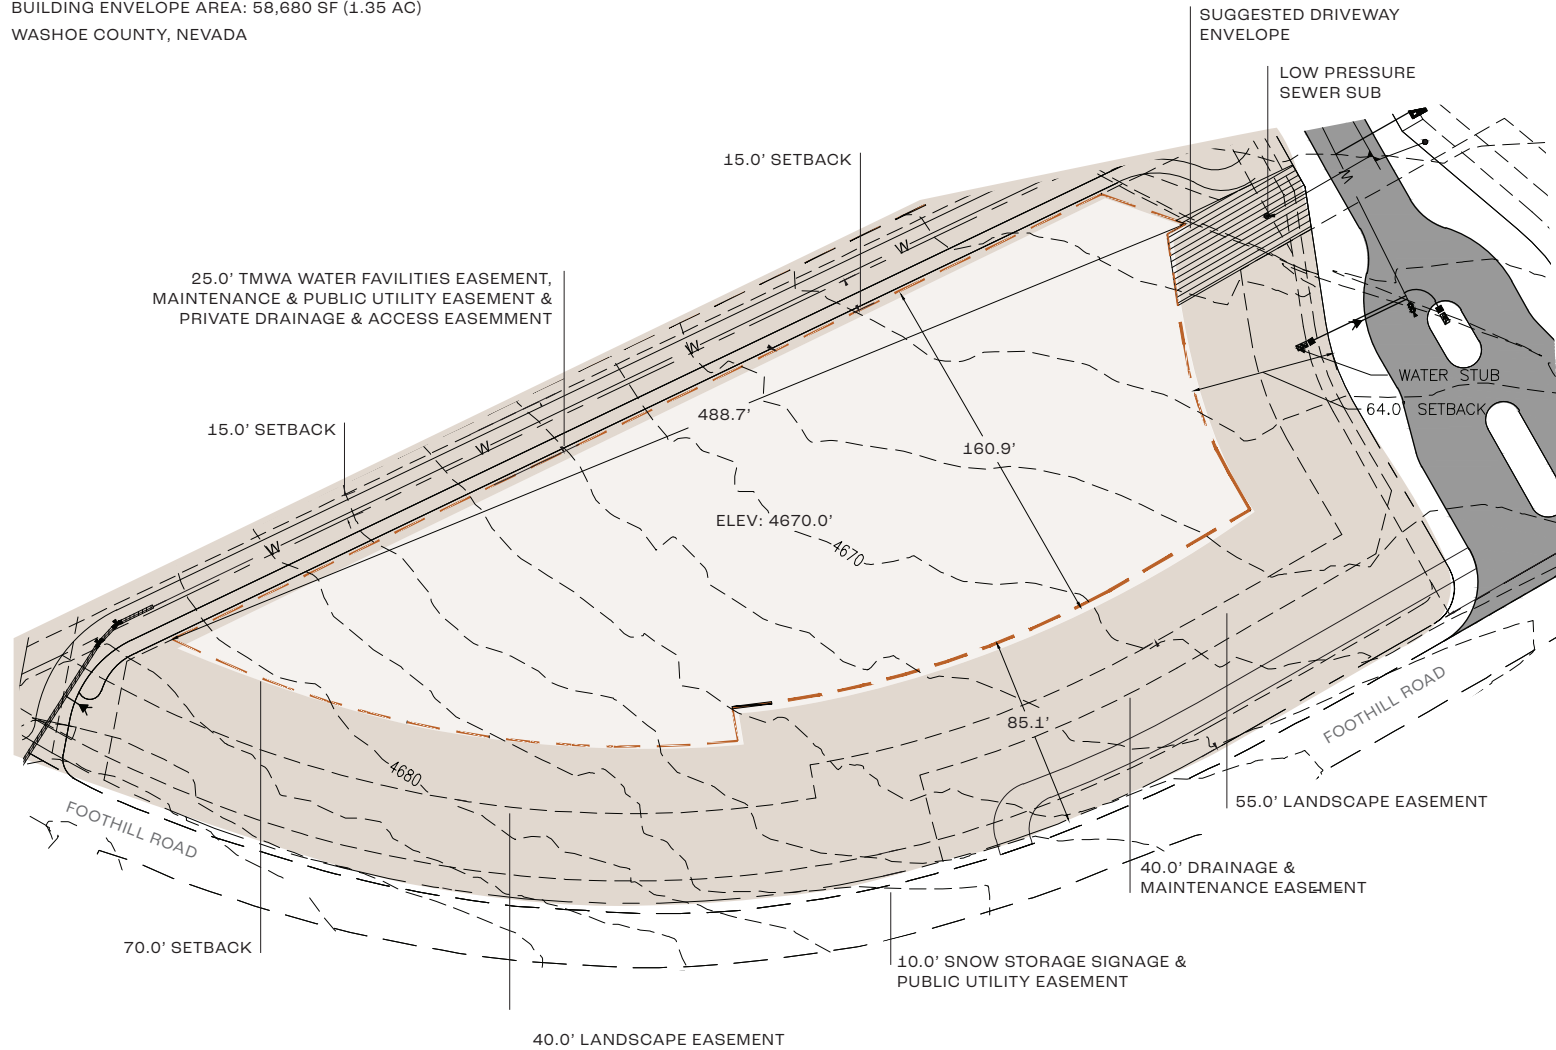 BUILDING ENVELOPE AREA: 58,680 SF (1.35 AC)
WASHOE COUNTY, NEVADA
SUGGESTED DRIVEWAY
ENVELOPE
LOW PRESSURE
SEWER SUB
15.0' SETBACK
25.0' TMWA WATER FAVILITIES EASEMENT,
MAINTENANCE & PUBLIC UTILITY EASEMENT &
PRIVATE DRAINAGE & ACCESS EASEMMENT
15.0' SETBACK
W
W
W
W
W
488.7'
160.9'
ELEV: 4670.0'
4670
WATER STUB
64.0' SETBACK
4680
85.1'
FOOTHILL ROAD
FOOTHILL ROAD
55.0' LANDSCAPE EASEMENT
40.0' DRAINAGE &
MAINTENANCE EASEMENT
70.0' SETBACK
10.0' SNOW STORAGE SIGNAGE &
PUBLIC UTILITY EASEMENT
40.0' LANDSCAPE EASEMENT